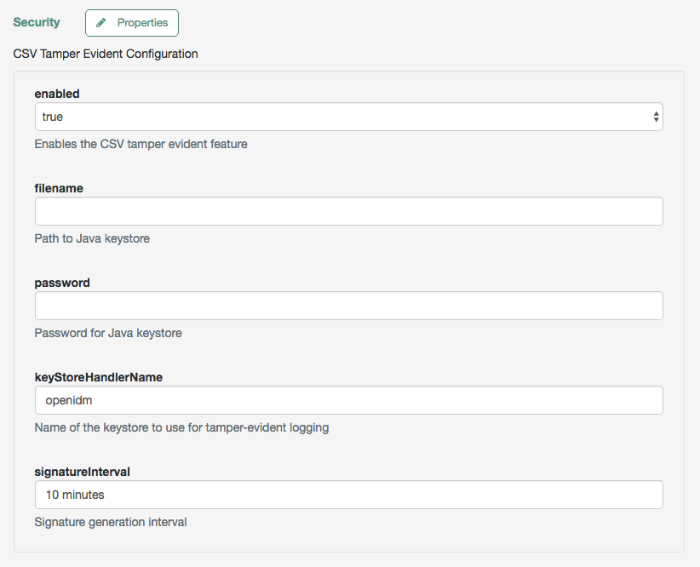 Security
Properties
CSV Tamper Evident Configuration
enabled
true
Enables the CSV tamper evident feature
filename
Path to Java keystore
password
Password for Java keystore
keyStoreHandlerName
openidm
Name of the keystore to use for tamper-evident logging
signatureInterval
10 minutes
Signature generation interval